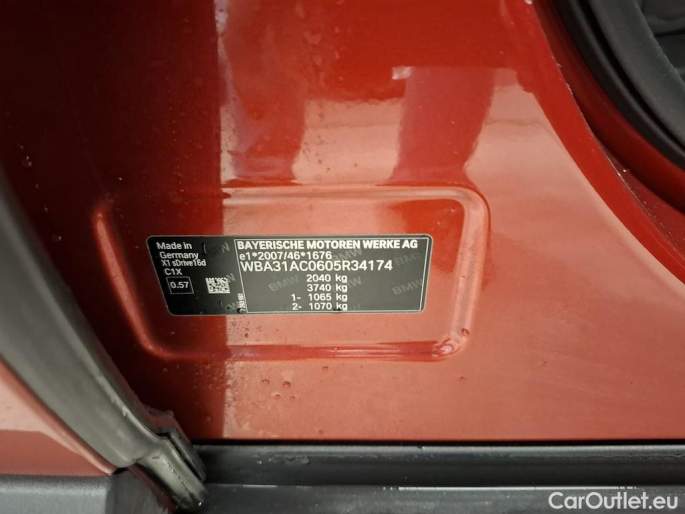 Made in
Germany
X1 sDrive16d
C1X
0.57
BAYERISCHE MOTOREN WERKE AG
e1*2007/46*1676
WBA31AC0605R34174
2040 kg
3740 kg
1- 1065 kg
2- 1070 kg
CarOutlet.eu